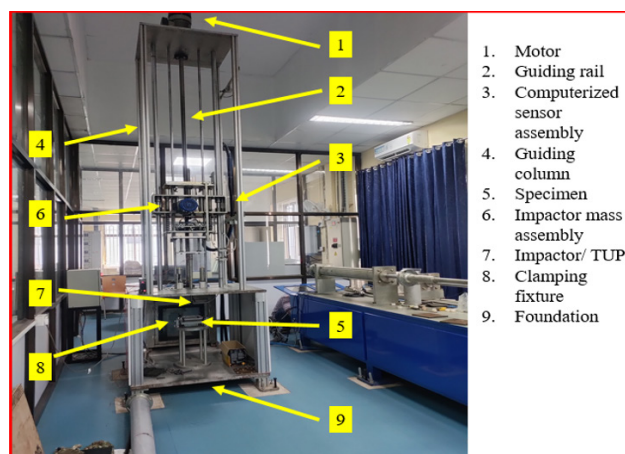 1
2
3
4
6
7
5
8
9
1. Motor
2. Guiding rail
3. Computerized
sensor
assembly
4. Guiding
column
5. Specimen
6. Impactor mass
assembly
7. Impactor/ TUP
8. Clamping
fixture
9. Foundation